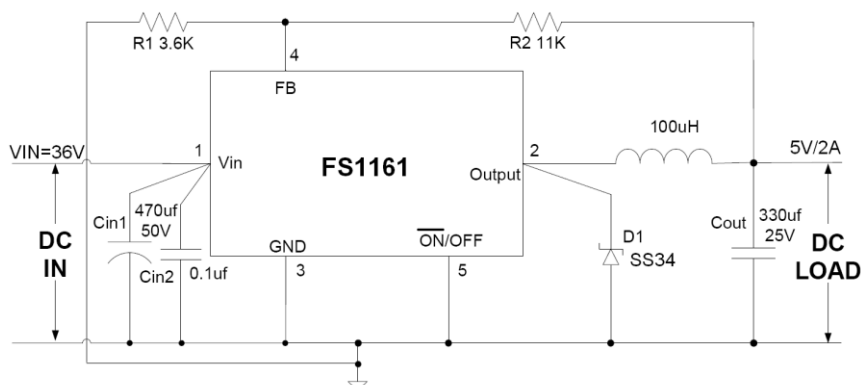 R1 3.6K
R2 11K
4
FB
100uH
VIN=36V
1
Vin
FS1161
2
Output
5V/2A
Cin1
470uf
50V
DC
IN
Cin2
0.1uf
GND
3
ON/OFF
5
D1
SS34
Cout
330uf
25V
DC
LOAD